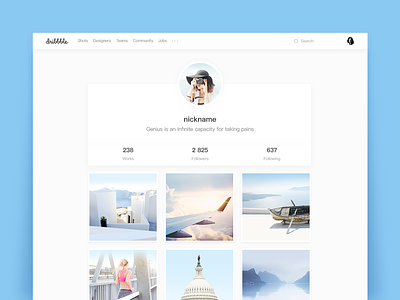 dribbble Shots Designers Teams Community Jobs Search
nickname
Genius is an infinite capacity for taking pains
238 2 825 637
Works Followers Following